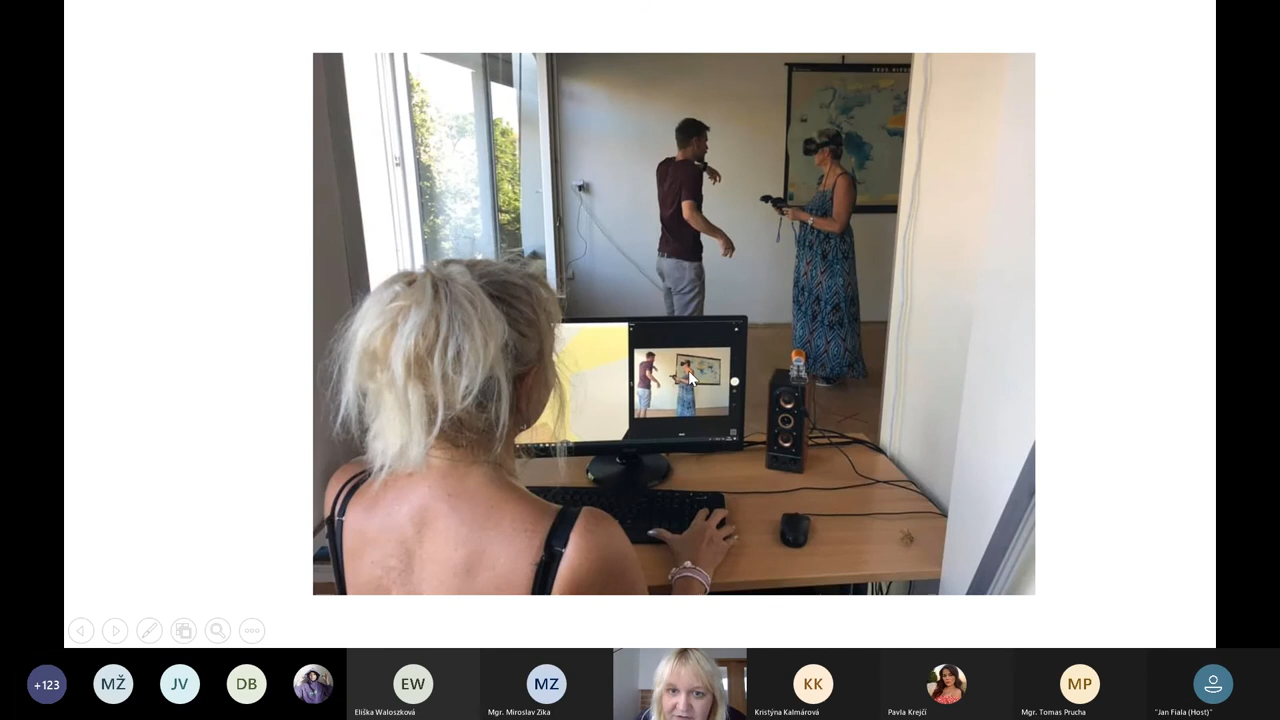 +123
MŽ
JV
DB
EW
Eliška Waloszková
MZ
Mgr. Miroslav Zika
KK
Kristýna Kalmárová
Pavla Krejčí
MP
Mgr. Tomas Prucha
"Jan Fiala (Host)"